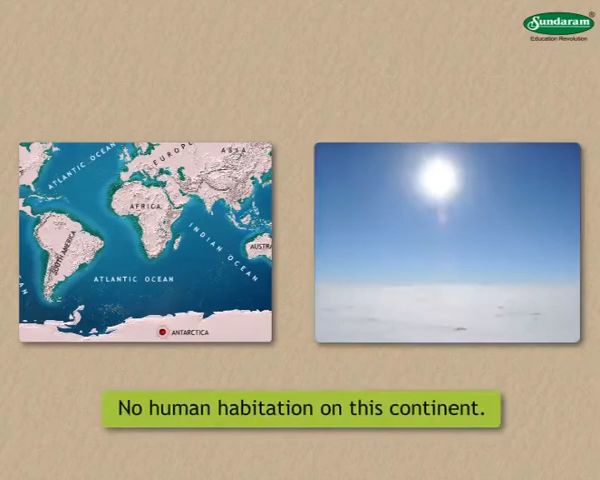 Sundaram®
Education Revolution
ATLANTIC OCEAN
EUROPE
ASIA
AFRICA
SOUTH AMERICA
INDIAN OCEAN
AUSTRA
ATLANTIC OCEAN
AN
ANTARCTICA
No human habitation on this continent.